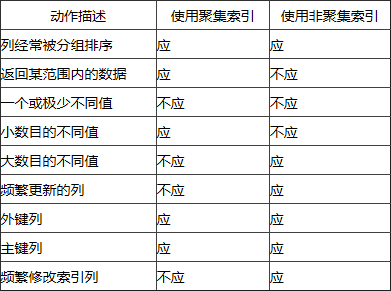 动作描述 使用聚集索引 使用非聚集索引
列经常被分组排序 应 应
返回某范围内的数据 应 不应
一个或极少不同值 不应 不应
小数目的不同值 应 不应
大数目的不同值 不应 应
频繁更新的列 不应 应
外键列 应 应
主键列 应 应
频繁修改索引列 不应 应